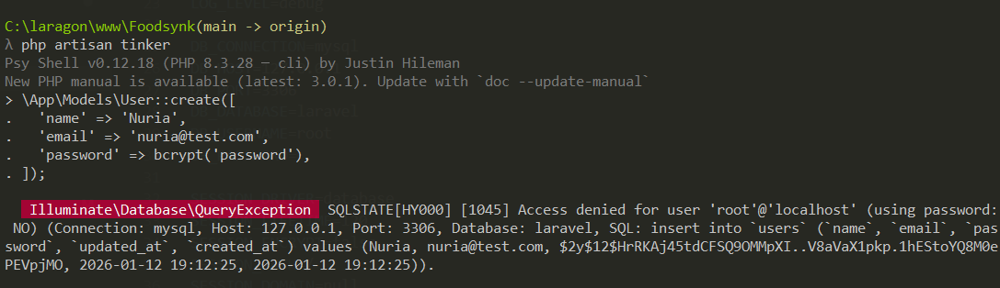 C:\laragon\www\Foodsynk(main -> origin)
λ php artisan tinker
Psy Shell v0.12.18 (PHP 8.3.28 — cli) by Justin Hileman
New PHP manual is available (latest: 3.0.1). Update with `doc --update-manual`
> \App\Models\User::create([
.   'name' => 'Nuria',
.   'email' => 'nuria@test.com',
.   'password' => bcrypt('password'),
. ]);
Illuminate\Database\QueryException  SQLSTATE[HY000] [1045] Access denied for user 'root'@'localhost' (using password:
NO) (Connection: mysql, Host: 127.0.0.1, Port: 3306, Database: laravel, SQL: insert into `users` (`name`, `email`, `pas
sword`, `updated_at`, `created_at`) values (Nuria, nuria@test.com, $2y$12$HrRKAj45tdCFSQ9OMMpXI..V8aVaX1pkp.1hEStoYQ8M0e
PEVpjMO, 2026-01-12 19:12:25, 2026-01-12 19:12:25)).